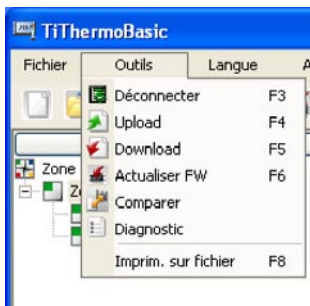 TiThermoBasic
Fichier Outils Langue
Déconnecter F3
Upload F4
Download F5
Actualiser FW F6
Comparer
Diagnostic
Imprim. sur fichier F8
Zone